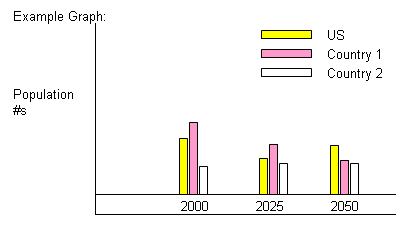 Example Graph:
US
Country 1
Country 2
Population
#s
2000 2025 2050